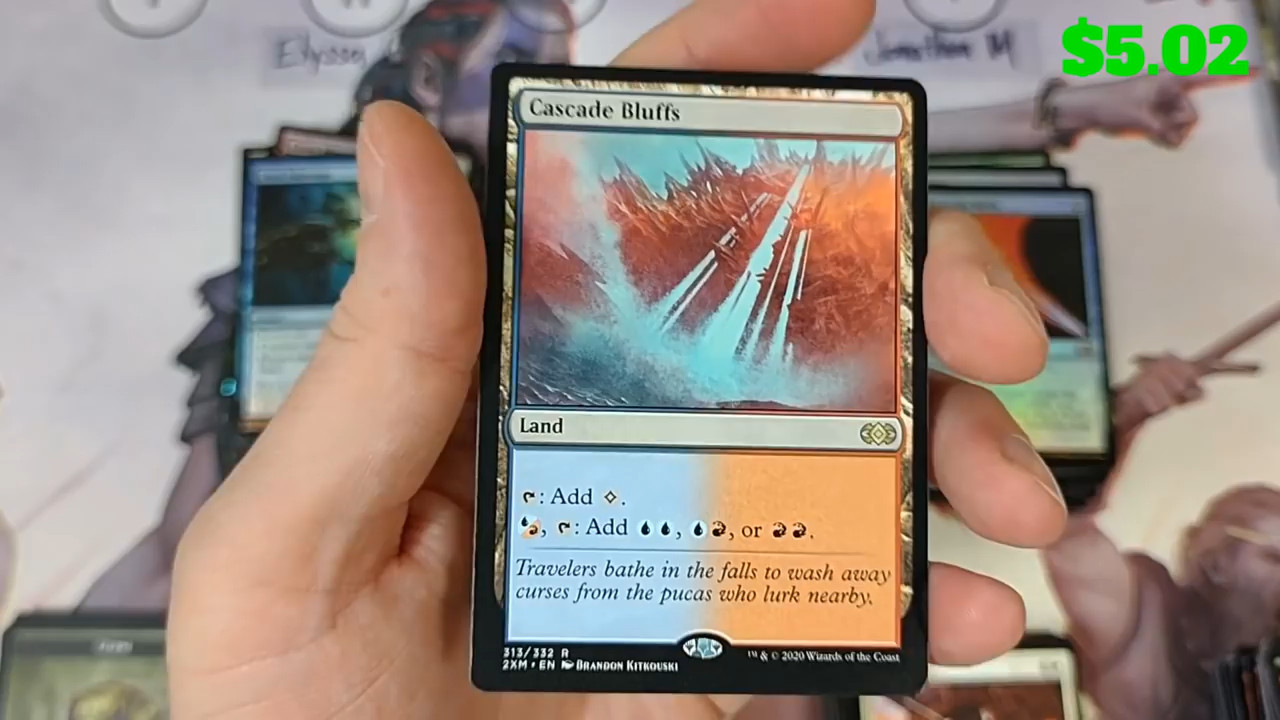 $5.02
Elyssa
Jonathan M
Cascade Bluffs
Land
: Add .
, : Add , , or .
Travelers bathe in the falls to wash away
curses from the pucas who lurk nearby.
313/332 R
2XM • EN Brandon Kitkouski
™ & © 2020 Wizards of the Coast